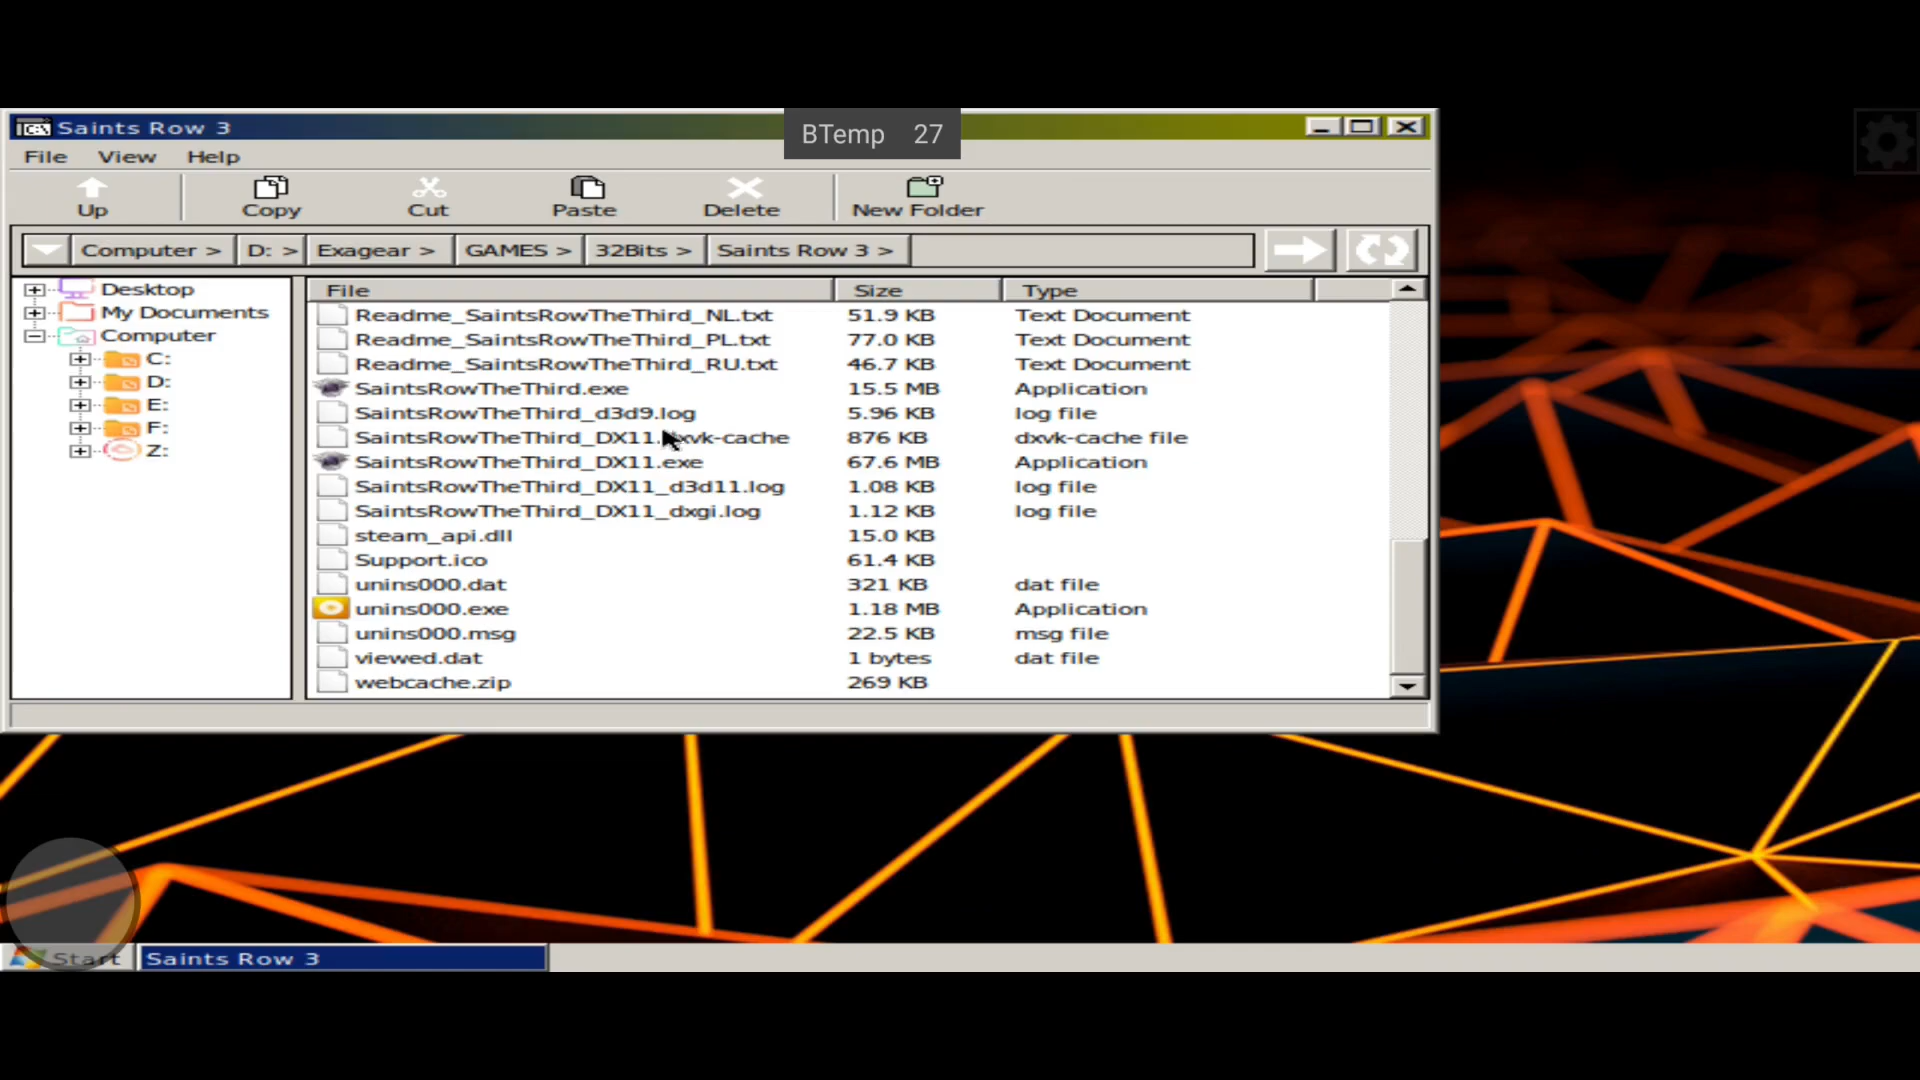 BTemp 27
Saints Row 3
File View Help
Up Copy Cut Paste Delete New Folder
Computer > D: > Exagear > GAMES > 32Bits > Saints Row 3 >
Desktop
My Documents
Computer
C:
D:
E:
F:
Z:
File Size Type
Readme_SaintsRowTheThird_NL.txt 51.9 KB Text Document
Readme_SaintsRowTheThird_PL.txt 77.0 KB Text Document
Readme_SaintsRowTheThird_RU.txt 46.7 KB Text Document
SaintsRowTheThird.exe 15.5 MB Application
SaintsRowTheThird_d3d9.log 5.96 KB log file
SaintsRowTheThird_DX11.dxvk-cache 876 KB dxvk-cache file
SaintsRowTheThird_DX11.exe 67.6 MB Application
SaintsRowTheThird_DX11_d3d11.log 1.08 KB log file
SaintsRowTheThird_DX11_dxgi.log 1.12 KB log file
steam_api.dll 15.0 KB
Support.ico 61.4 KB
unins000.dat 321 KB dat file
unins000.exe 1.18 MB Application
unins000.msg 22.5 KB msg file
viewed.dat 1 bytes dat file
webcache.zip 269 KB
Start Saints Row 3